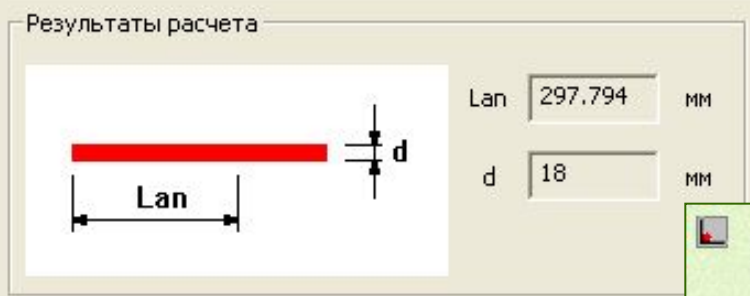 Результаты расчета
Lan 297.794 мм
d
Lan
d 18 мм